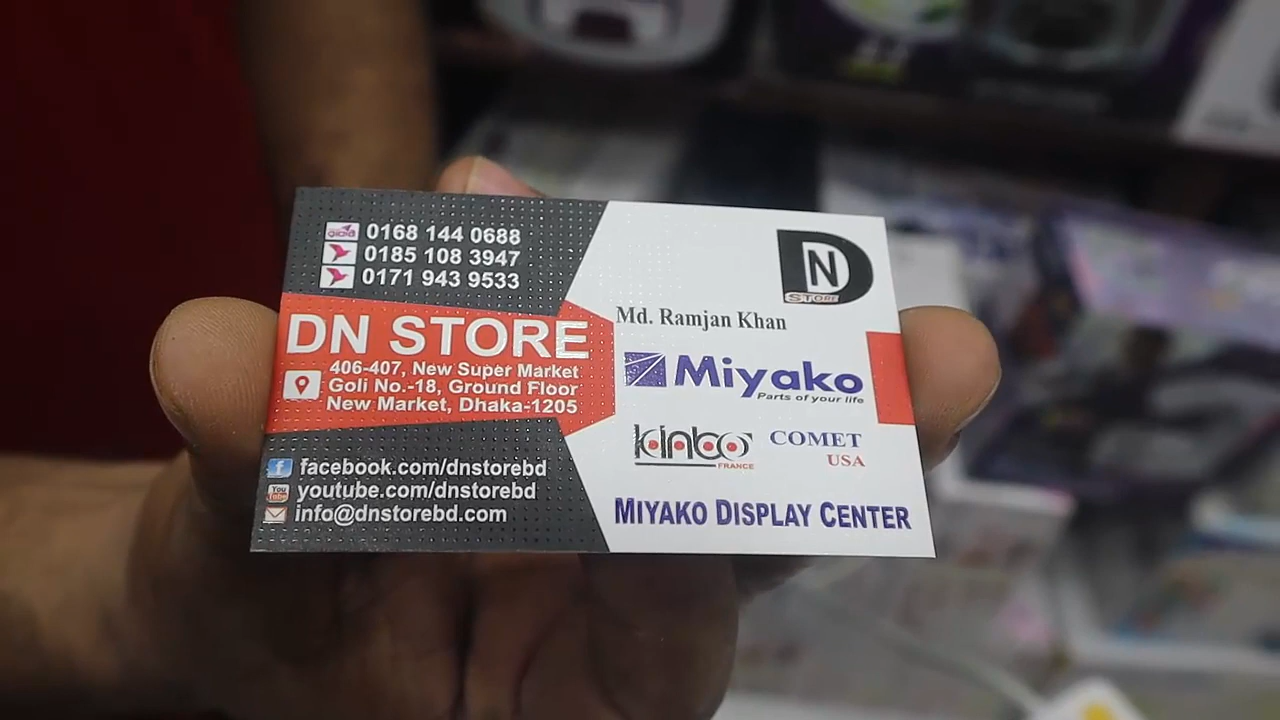 0168 144 0688
0185 108 3947
0171 943 9533
DN STORE
406-407, New Super Market
Goli No.-18, Ground Floor
New Market, Dhaka-1205
facebook.com/dnstorebd
You
Tube
youtube.com/dnstorebd
info@dnstorebd.com
DN
STORE
Md. Ramjan Khan
Miyako
Parts of your life
kinbo
FRANCE
COMET
USA
MIYAKO DISPLAY CENTER